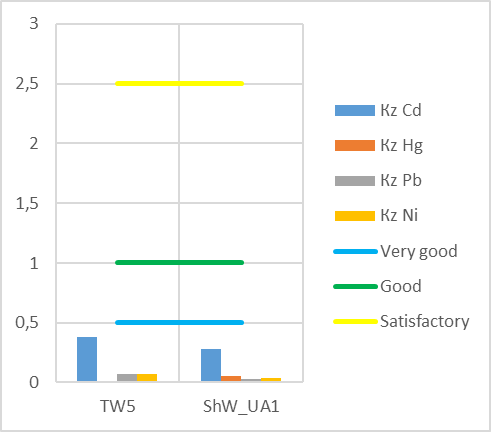 3
2,5
2
1,5
1
0,5
0
TW5 ShW_UA1
Kz Cd
Kz Hg
Kz Pb
Kz Ni
Very good
Good
Satisfactory